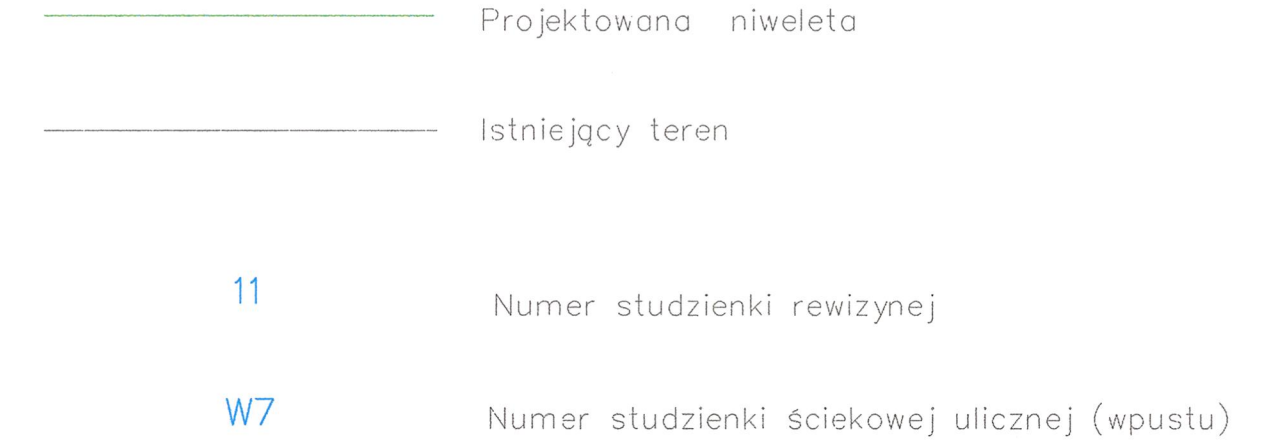 Projektowana niweleta
Istniejący teren
11 Numer studzienki rewizynej
W7 Numer studzienki ściekowej ulicznej (wpustu)